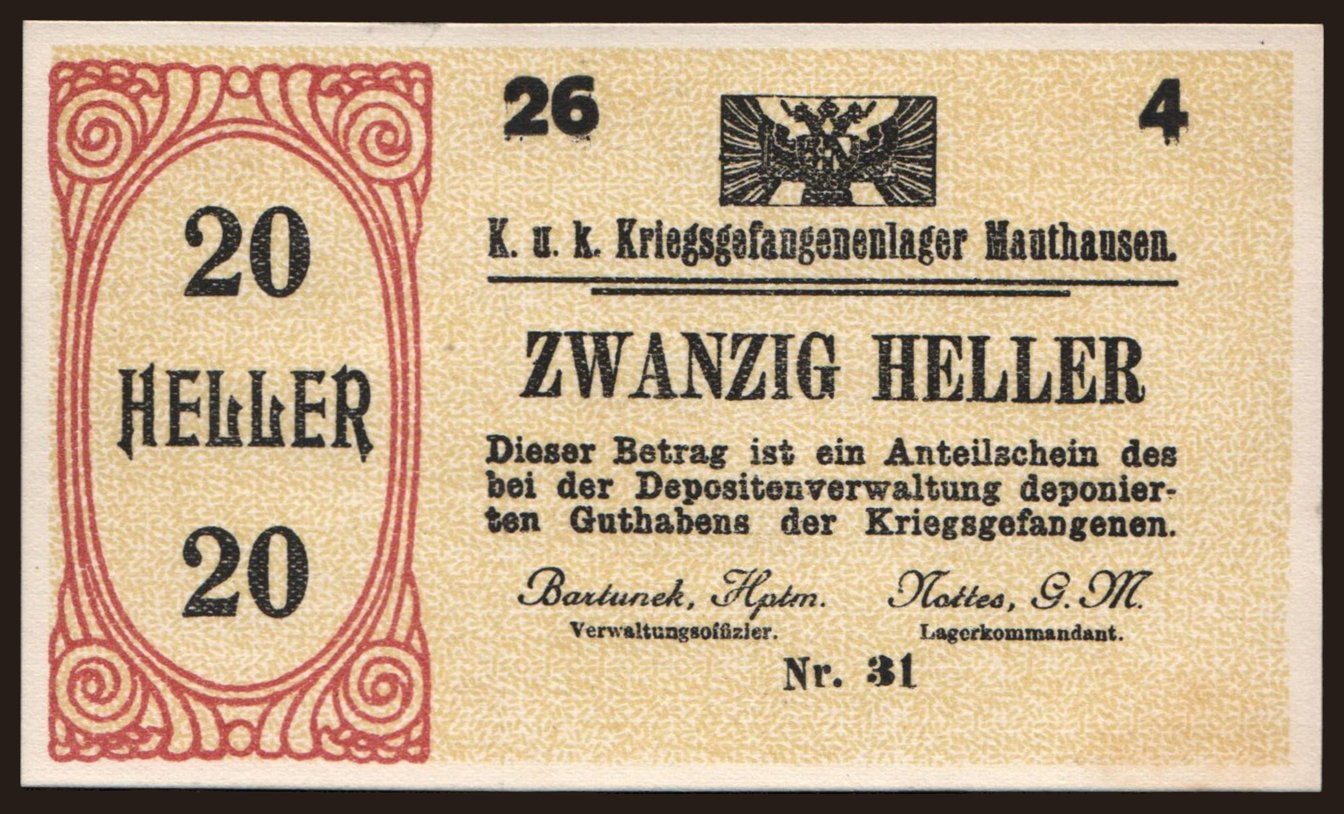 26 4
K. u. k. Kriegsgefangenenlager Mauthausen.
20
HELLER
20
ZWANZIG HELLER
Dieser Betrag ist ein Anteilschein des
bei der Depositenverwaltung deponier-
ten Guthabens der Kriegsgefangenen.
Bartunek, Hptm. Nottes, G. M.
Verwaltungsoffizier. Lagerkommandant.
Nr. 31